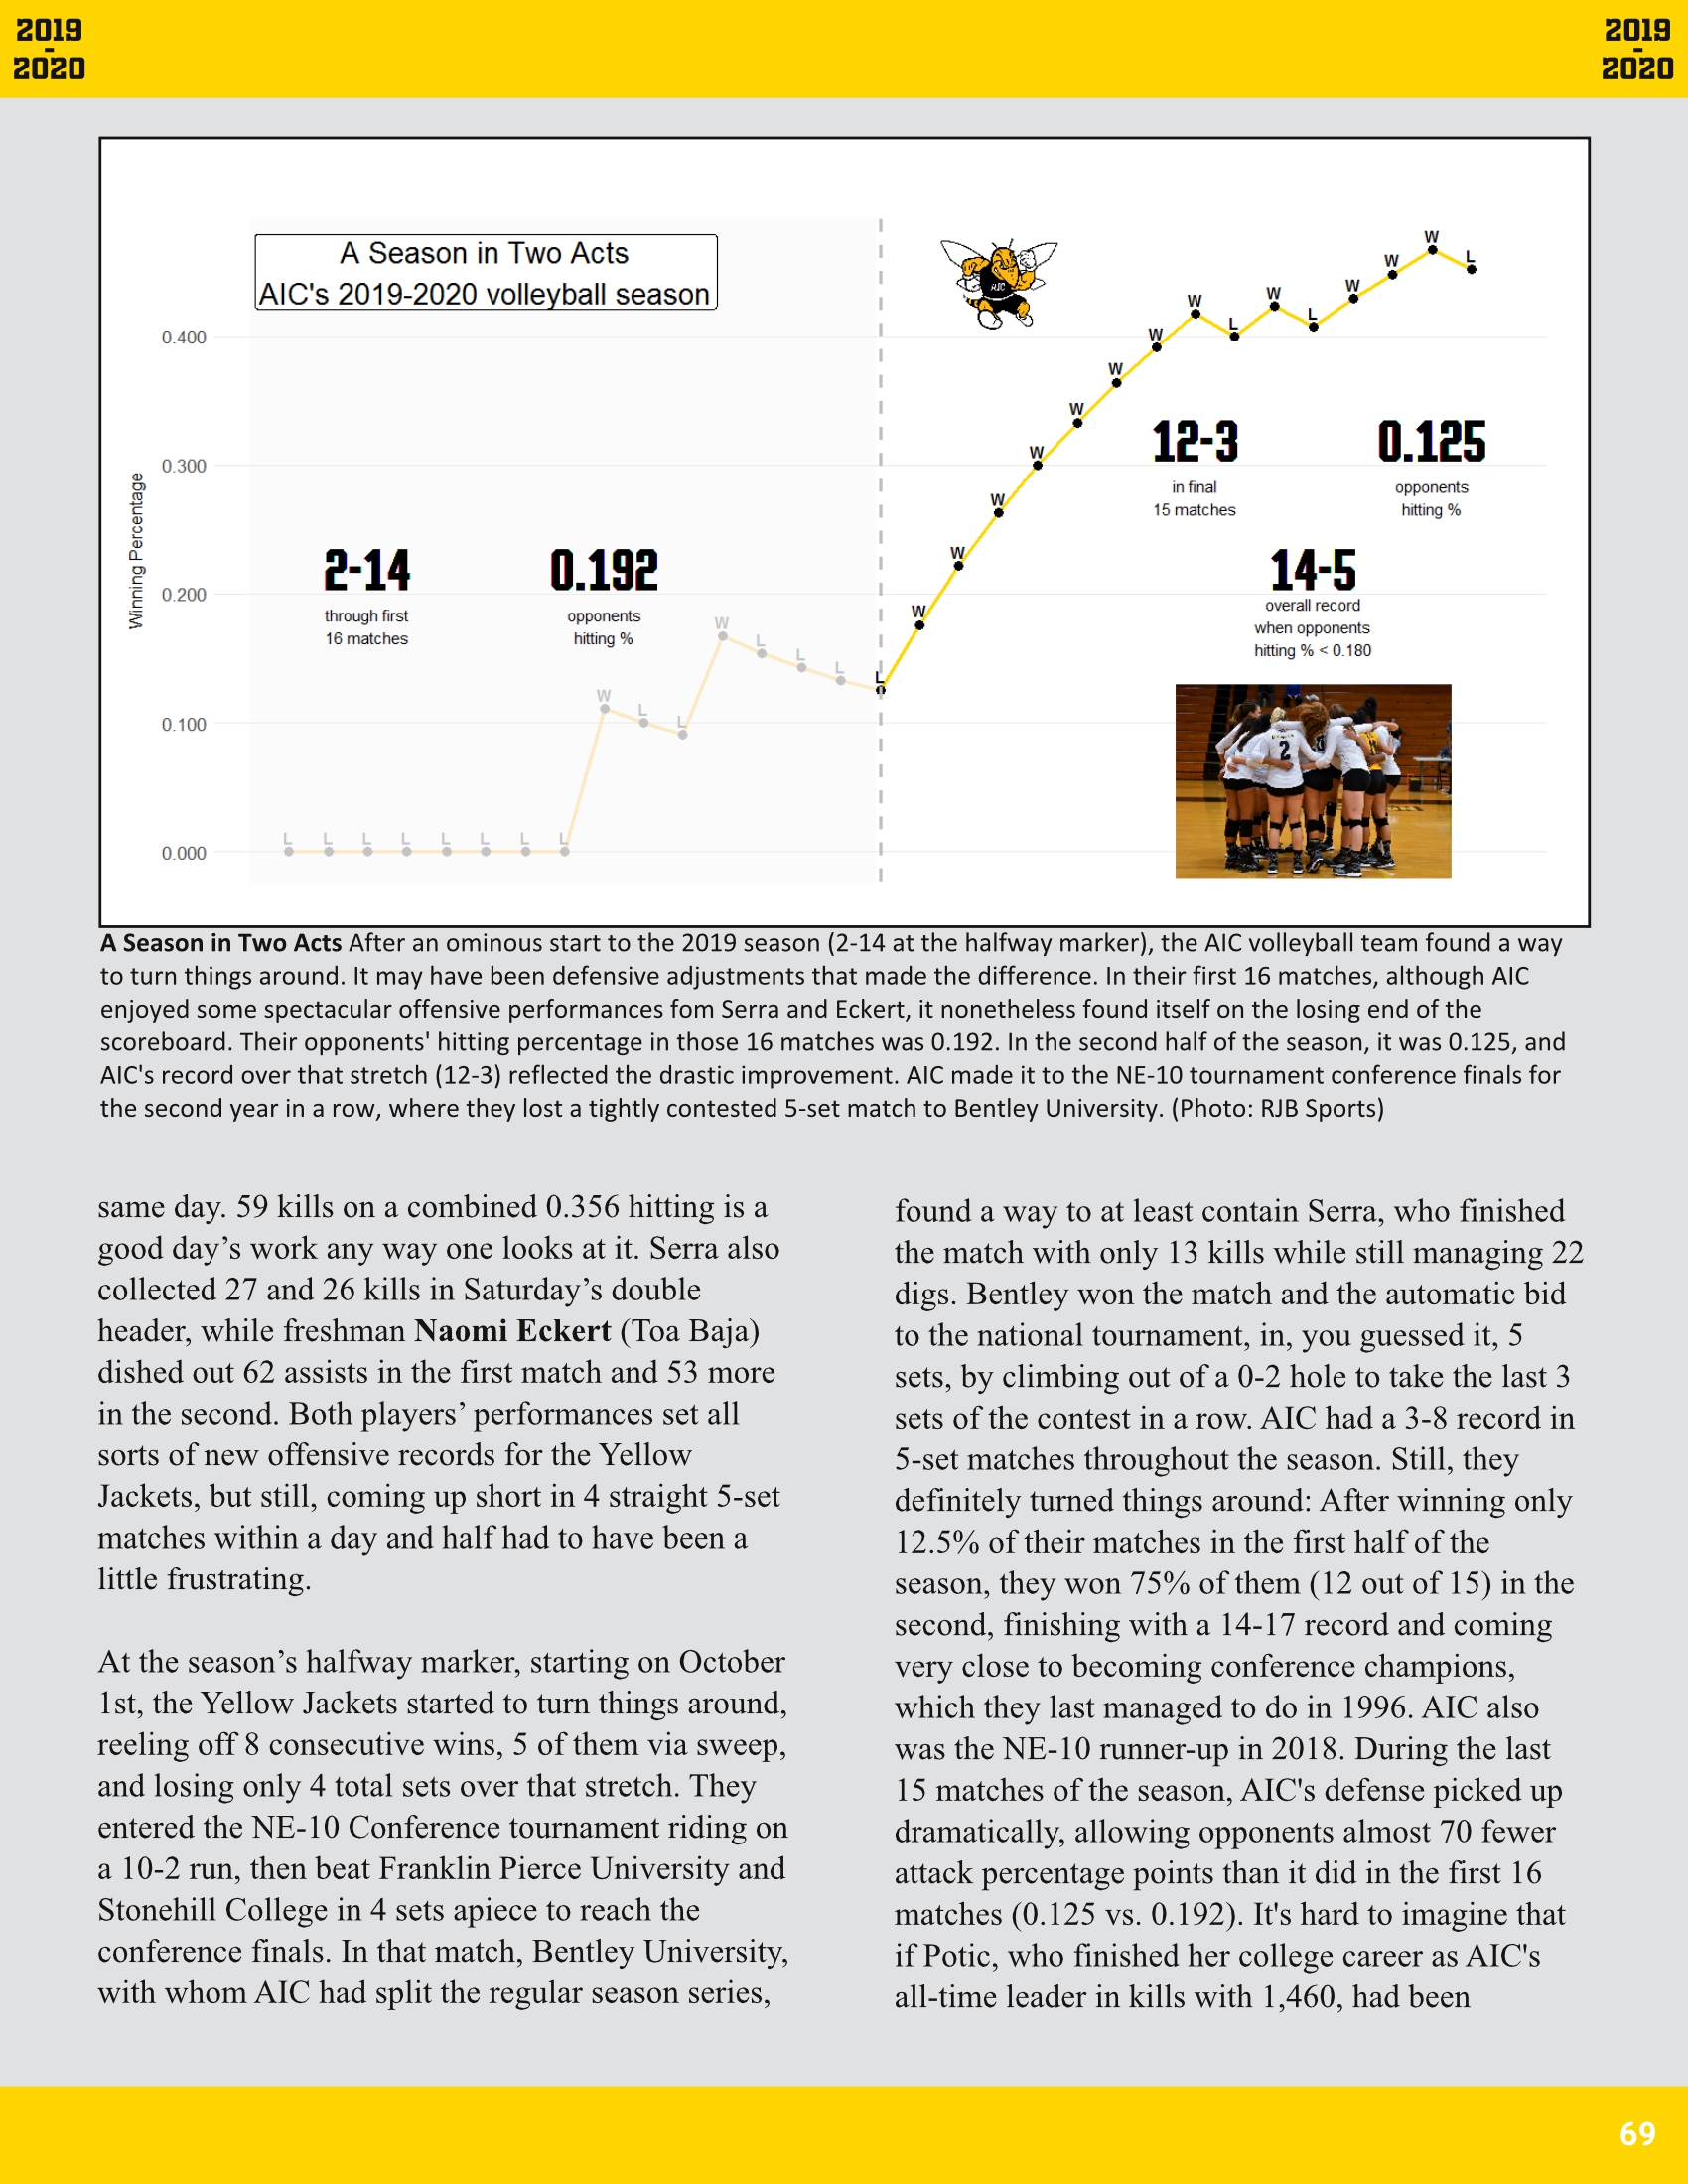 2019
-
2020
2019
-
2020
A Season in Two Acts
AIC's 2019-2020 volleyball season
Winning Percentage
0.400
0.300
0.200
0.100
0.000
L L L L L L L L W L L W L L L L
W W W W W W W W L W L W W W L
AIC
2-14
through first
16 matches
0.192
opponents
hitting %
12-3
in final
15 matches
0.125
opponents
hitting %
14-5
overall record
when opponents
hitting % < 0.180
2
A Season in Two Acts After an ominous start to the 2019 season (2-14 at the halfway marker), the AIC volleyball team found a way
to turn things around. It may have been defensive adjustments that made the difference. In their first 16 matches, although AIC
enjoyed some spectacular offensive performances fom Serra and Eckert, it nonetheless found itself on the losing end of the
scoreboard. Their opponents' hitting percentage in those 16 matches was 0.192. In the second half of the season, it was 0.125, and
AIC's record over that stretch (12-3) reflected the drastic improvement. AIC made it to the NE-10 tournament conference finals for
the second year in a row, where they lost a tightly contested 5-set match to Bentley University. (Photo: RJB Sports)
same day. 59 kills on a combined 0.356 hitting is a
good day’s work any way one looks at it. Serra also
collected 27 and 26 kills in Saturday’s double
header, while freshman Naomi Eckert (Toa Baja)
dished out 62 assists in the first match and 53 more
in the second. Both players’ performances set all
sorts of new offensive records for the Yellow
Jackets, but still, coming up short in 4 straight 5-set
matches within a day and half had to have been a
little frustrating.
At the season’s halfway marker, starting on October
1st, the Yellow Jackets started to turn things around,
reeling off 8 consecutive wins, 5 of them via sweep,
and losing only 4 total sets over that stretch. They
entered the NE-10 Conference tournament riding on
a 10-2 run, then beat Franklin Pierce University and
Stonehill College in 4 sets apiece to reach the
conference finals. In that match, Bentley University,
with whom AIC had split the regular season series,
found a way to at least contain Serra, who finished
the match with only 13 kills while still managing 22
digs. Bentley won the match and the automatic bid
to the national tournament, in, you guessed it, 5
sets, by climbing out of a 0-2 hole to take the last 3
sets of the contest in a row. AIC had a 3-8 record in
5-set matches throughout the season. Still, they
definitely turned things around: After winning only
12.5% of their matches in the first half of the
season, they won 75% of them (12 out of 15) in the
second, finishing with a 14-17 record and coming
very close to becoming conference champions,
which they last managed to do in 1996. AIC also
was the NE-10 runner-up in 2018. During the last
15 matches of the season, AIC's defense picked up
dramatically, allowing opponents almost 70 fewer
attack percentage points than it did in the first 16
matches (0.125 vs. 0.192). It's hard to imagine that
if Potic, who finished her college career as AIC's
all-time leader in kills with 1,460, had been
69